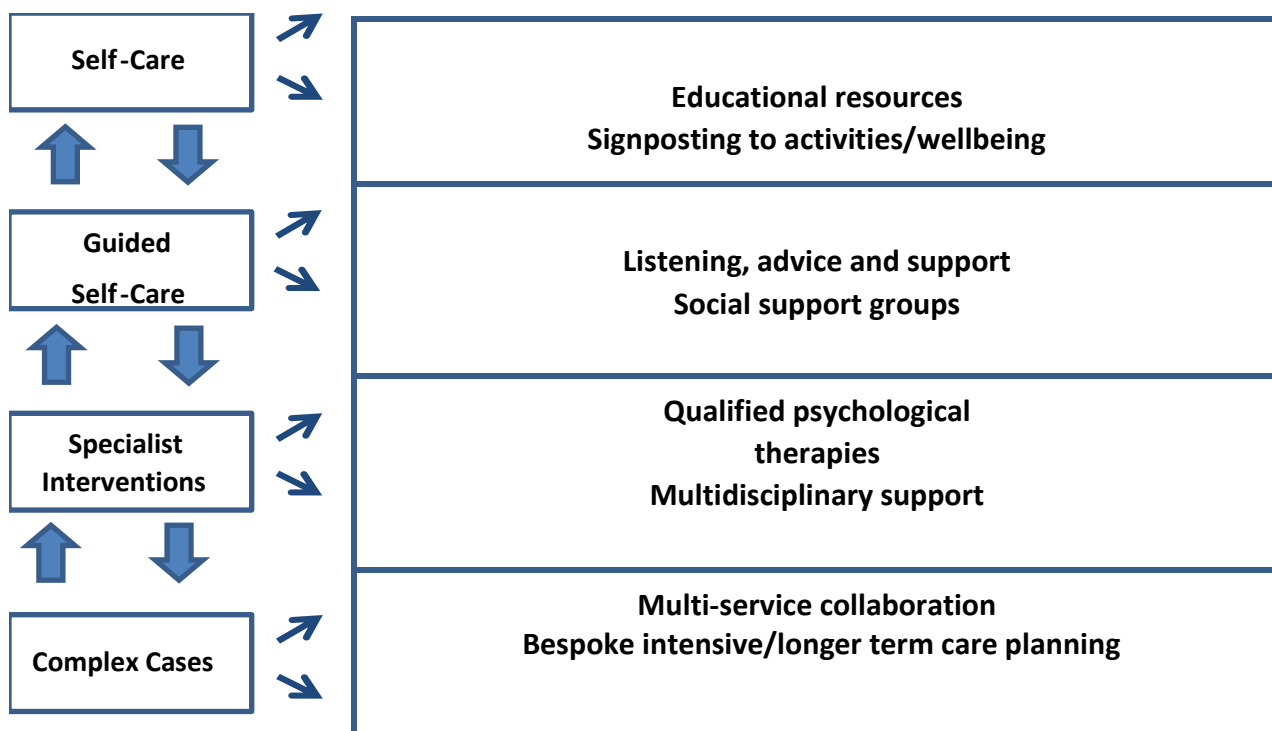 Self-Care
Educational resources
Signposting to activities/wellbeing
Guided
Self-Care
Listening, advice and support
Social support groups
Specialist
Interventions
Qualified psychological
therapies
Multidisciplinary support
Complex Cases
Multi-service collaboration
Bespoke intensive/longer term care planning